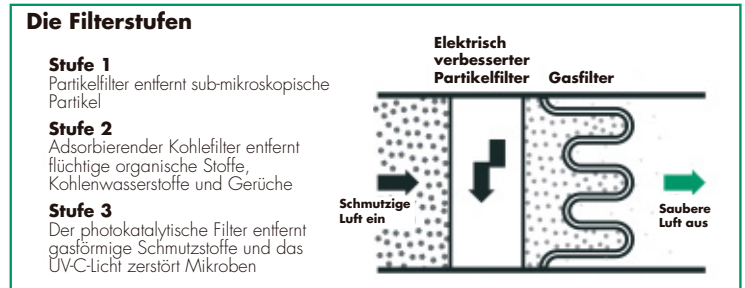 Die Filterstufen
Stufe 1
Partikelfilter entfernt sub-mikroskopische
Partikel
Stufe 2
Adsorbierender Kohlefilter entfernt
flüchtige organische Stoffe,
Kohlenwasserstoffe und Gerüche
Stufe 3
Der photokatalytische Filter entfernt
gasförmige Schmutzstoffe und das
UV-C-Licht zerstört Mikroben
Elektrisch
verbesserter
Partikelfilter
Gasfilter
Schmutzige
Luft ein
Saubere
Luft aus